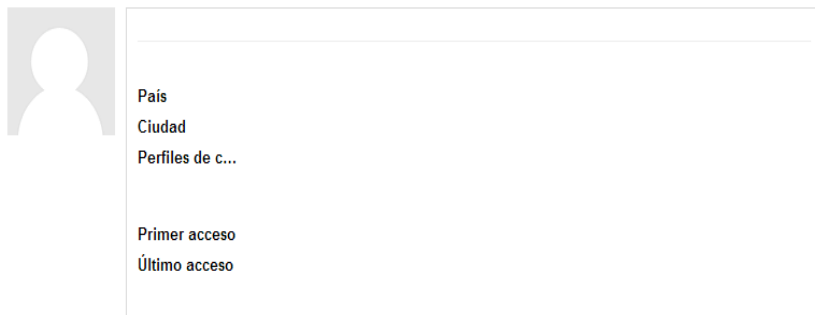 País
Ciudad
Perfiles de c...
Primer acceso
Último acceso